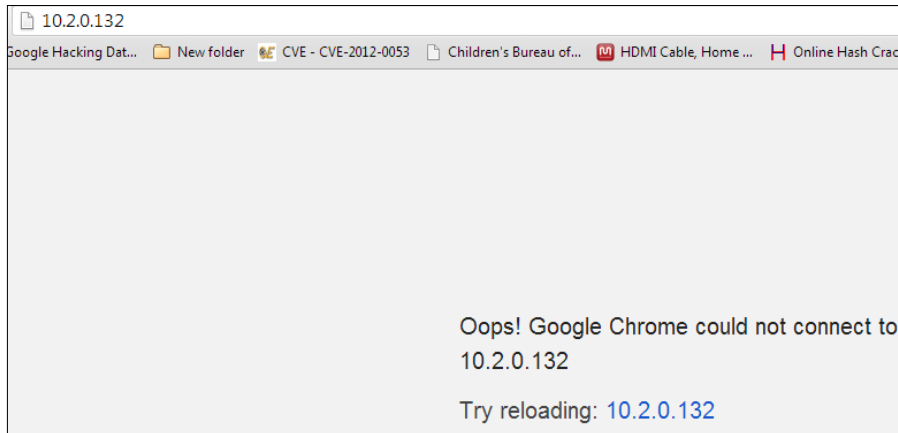 10.2.0.132
Google Hacking Dat... New folder CVE - CVE-2012-0053 Children's Bureau of... HDMI Cable, Home ... Online Hash Crac
Oops! Google Chrome could not connect to
10.2.0.132
Try reloading: 10.2.0.132